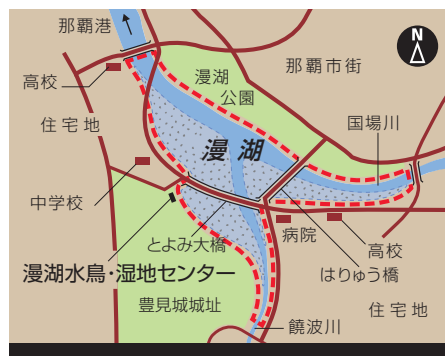 那覇港
N
高校
漫湖
公園
那覇市街
住宅地
漫湖
国場川
中学校
とよみ大橋
病院
高校
漫湖水鳥・湿地センター
はりゅう橋
豊見城城址
住宅地
饒波川